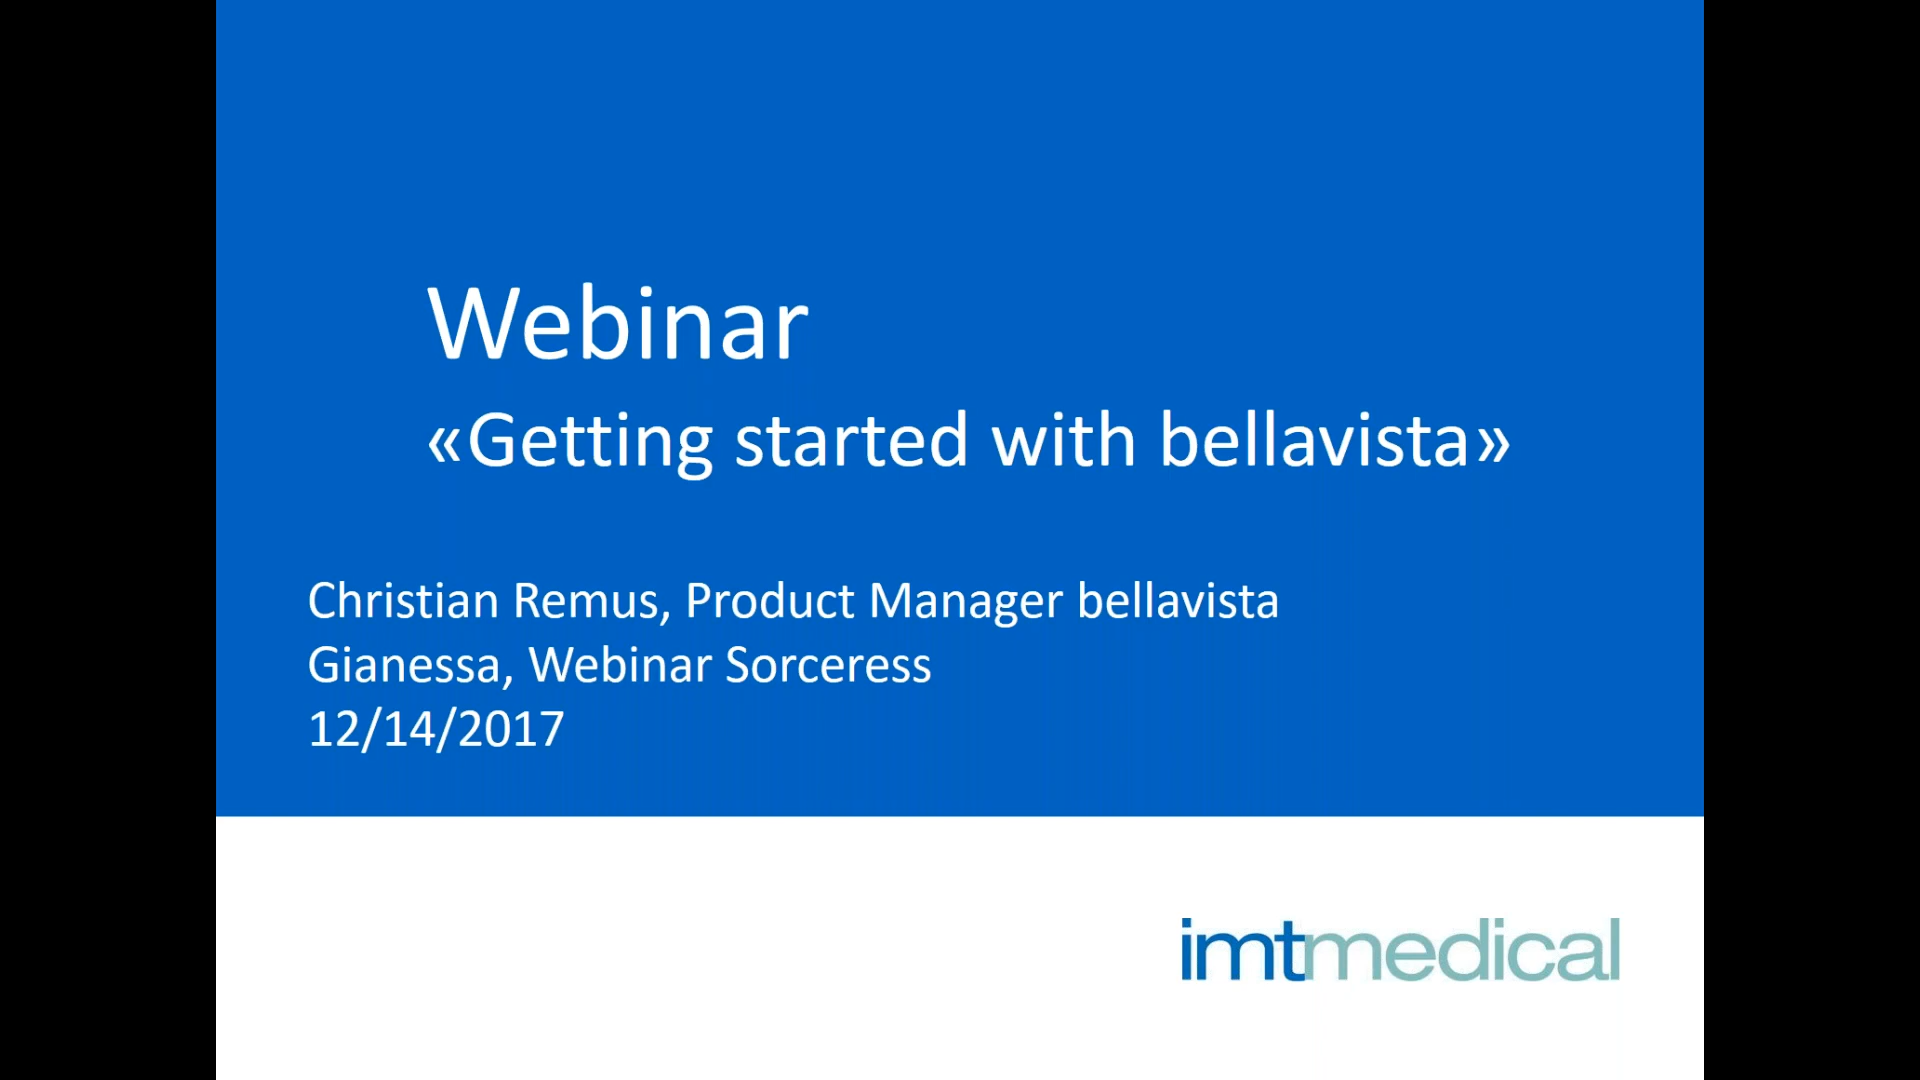 Webinar
«Getting started with bellavista»
Christian Remus, Product Manager bellavista
Gianessa, Webinar Sorceress
12/14/2017
imtmedical